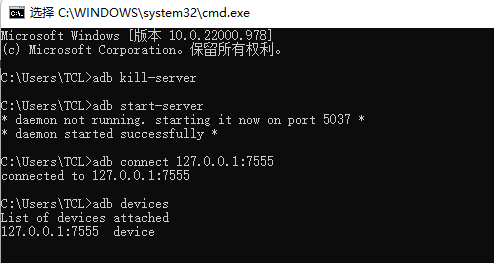 选择 C:\WINDOWS\system32\cmd.exe
Microsoft Windows [版本 10.0.22000.978]
(c) Microsoft Corporation。保留所有权利。
C:\Users\TCL>adb kill-server
C:\Users\TCL>adb start-server
* daemon not running. starting it now on port 5037 *
* daemon started successfully *
C:\Users\TCL>adb connect 127.0.0.1:7555
connected to 127.0.0.1:7555
C:\Users\TCL>adb devices
List of devices attached
127.0.0.1:7555  device